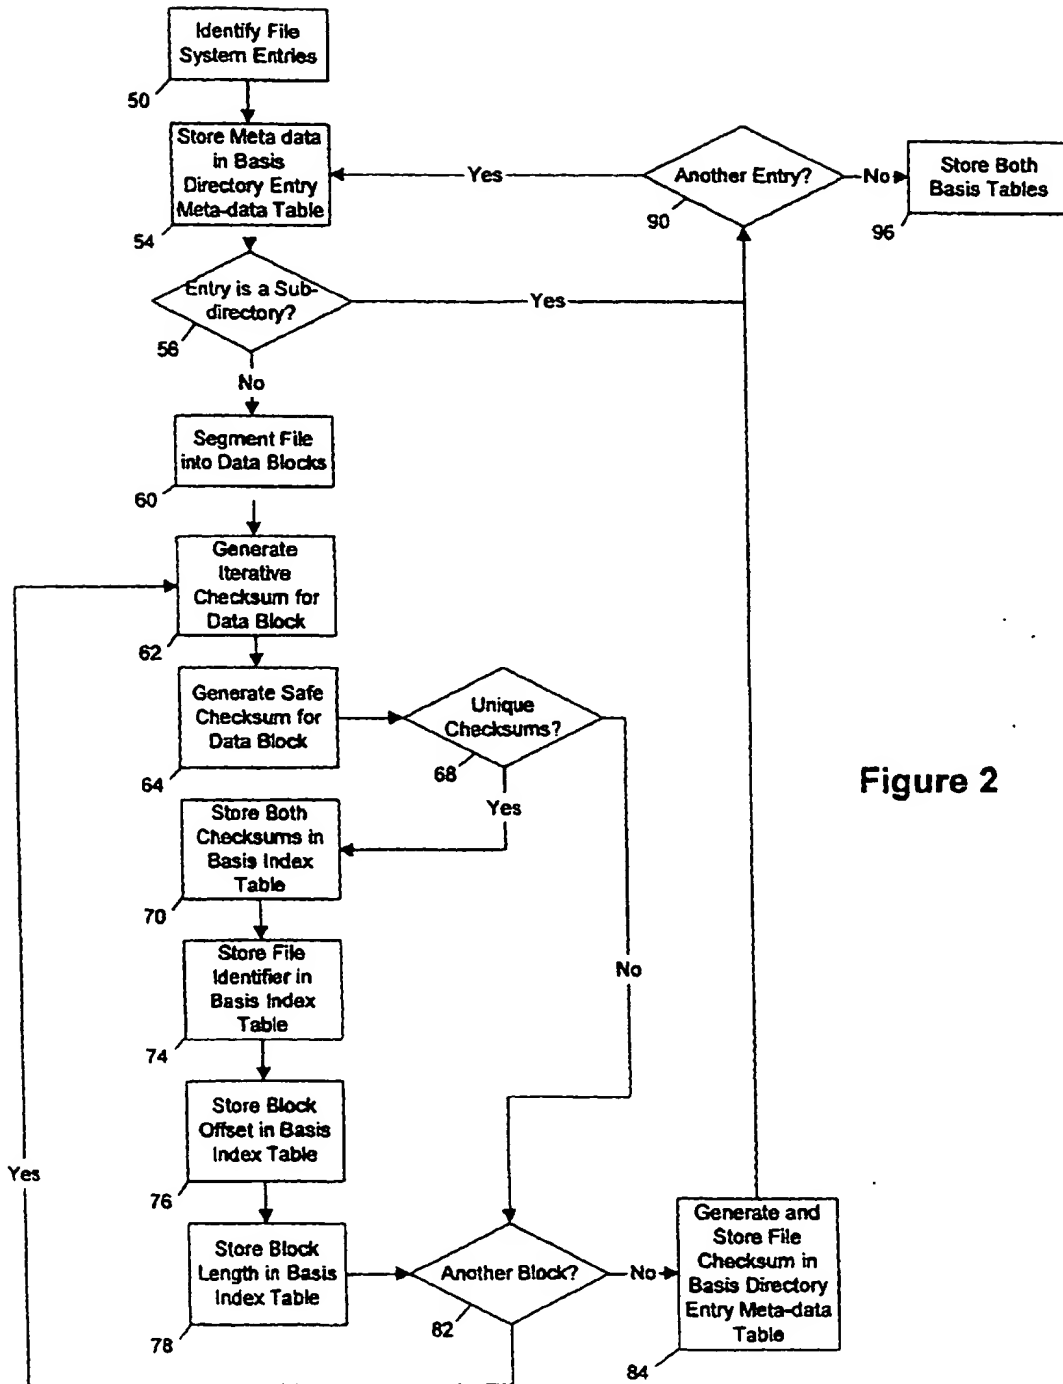 Identify File
System Entries
50
Store Meta data
in Basis
Directory Entry
Meta-data Table
54
Yes
Another Entry?
90
No
Store Both
Basis Tables
96
Entry is a Sub-
directory?
56
Yes
No
Segment File
into Data Blocks
60
Generate
Iterative
Checksum for
Data Block
62
Generate Safe
Checksum for
Data Block
64
Unique
Checksums?
68
Yes
Figure 2
Store Both
Checksums in
Basis Index
Table
70
Store File
Identifier in
Basis Index
Table
74
No
Store Block
Offset in Basis
Index Table
76
Yes
Store Block
Length in Basis
Index Table
78
Another Block?
82
No
Generate and
Store File
Checksum in
Basis Directory
Entry Meta-data
Table
84